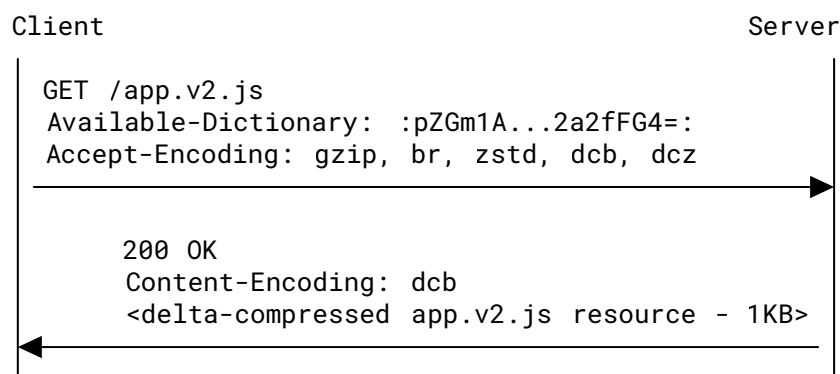 Client Server
GET /app.v2.js
Available-Dictionary: :pZGm1A...2a2fFG4=:
Accept-Encoding: gzip, br, zstd, dcb, dcz
200 OK
Content-Encoding: dcb
<delta-compressed app.v2.js resource - 1KB>